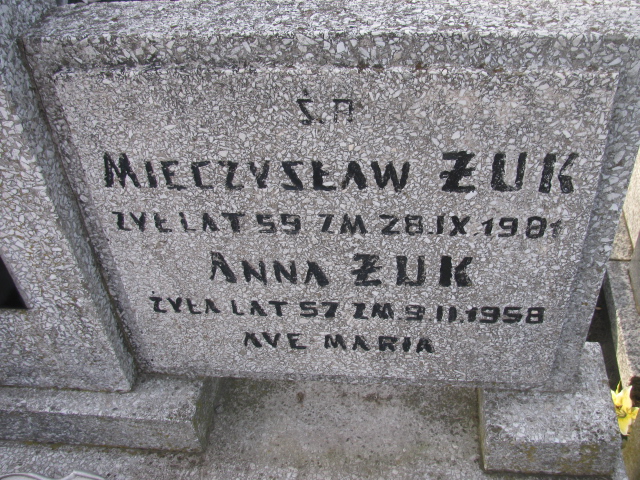 Ś.P.
MIECZYSŁAW ŻUK
ŻYŁ LAT 59 ZM 28.IX.1981
ANNA ŻUK
ŻYŁA LAT 57 ZM 9.II.1958
AVE MARIA